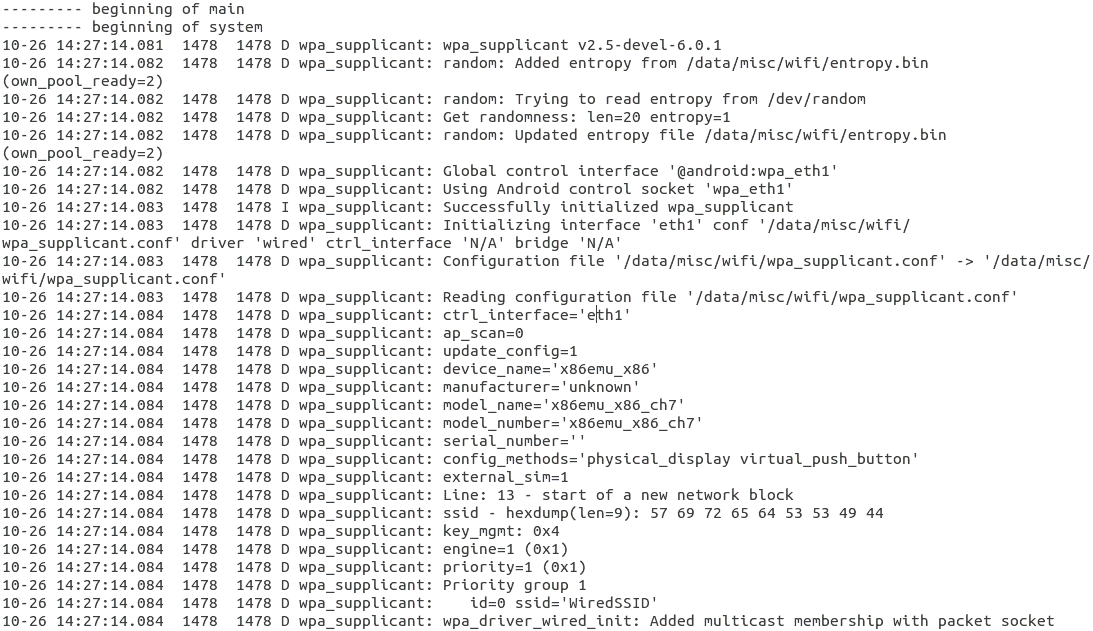 --------- beginning of main
--------- beginning of system
10-26 14:27:14.081  1478  1478 D wpa_supplicant: wpa_supplicant v2.5-devel-6.0.1
10-26 14:27:14.082  1478  1478 D wpa_supplicant: random: Added entropy from /data/misc/wifi/entropy.bin
(own_pool_ready=2)
10-26 14:27:14.082  1478  1478 D wpa_supplicant: random: Trying to read entropy from /dev/random
10-26 14:27:14.082  1478  1478 D wpa_supplicant: Get randomness: len=20 entropy=1
10-26 14:27:14.082  1478  1478 D wpa_supplicant: random: Updated entropy file /data/misc/wifi/entropy.bin
(own_pool_ready=2)
10-26 14:27:14.082  1478  1478 D wpa_supplicant: Global control interface '@android:wpa_eth1'
10-26 14:27:14.082  1478  1478 D wpa_supplicant: Using Android control socket 'wpa_eth1'
10-26 14:27:14.083  1478  1478 I wpa_supplicant: Successfully initialized wpa_supplicant
10-26 14:27:14.083  1478  1478 D wpa_supplicant: Initializing interface 'eth1' conf '/data/misc/wifi/
wpa_supplicant.conf' driver 'wired' ctrl_interface 'N/A' bridge 'N/A'
10-26 14:27:14.083  1478  1478 D wpa_supplicant: Configuration file '/data/misc/wifi/wpa_supplicant.conf' -> '/data/misc/
wifi/wpa_supplicant.conf'
10-26 14:27:14.083  1478  1478 D wpa_supplicant: Reading configuration file '/data/misc/wifi/wpa_supplicant.conf'
10-26 14:27:14.084  1478  1478 D wpa_supplicant: ctrl_interface='eth1'
10-26 14:27:14.084  1478  1478 D wpa_supplicant: ap_scan=0
10-26 14:27:14.084  1478  1478 D wpa_supplicant: update_config=1
10-26 14:27:14.084  1478  1478 D wpa_supplicant: device_name='x86emu_x86'
10-26 14:27:14.084  1478  1478 D wpa_supplicant: manufacturer='unknown'
10-26 14:27:14.084  1478  1478 D wpa_supplicant: model_name='x86emu_x86_ch7'
10-26 14:27:14.084  1478  1478 D wpa_supplicant: model_number='x86emu_x86_ch7'
10-26 14:27:14.084  1478  1478 D wpa_supplicant: serial_number=''
10-26 14:27:14.084  1478  1478 D wpa_supplicant: config_methods='physical_display virtual_push_button'
10-26 14:27:14.084  1478  1478 D wpa_supplicant: external_sim=1
10-26 14:27:14.084  1478  1478 D wpa_supplicant: Line: 13 - start of a new network block
10-26 14:27:14.084  1478  1478 D wpa_supplicant: ssid - hexdump(len=9): 57 69 72 65 64 53 53 49 44
10-26 14:27:14.084  1478  1478 D wpa_supplicant: key_mgmt: 0x4
10-26 14:27:14.084  1478  1478 D wpa_supplicant: engine=1 (0x1)
10-26 14:27:14.084  1478  1478 D wpa_supplicant: priority=1 (0x1)
10-26 14:27:14.084  1478  1478 D wpa_supplicant: Priority group 1
10-26 14:27:14.084  1478  1478 D wpa_supplicant:    id=0 ssid='WiredSSID'
10-26 14:27:14.084  1478  1478 D wpa_supplicant: wpa_driver_wired_init: Added multicast membership with packet socket